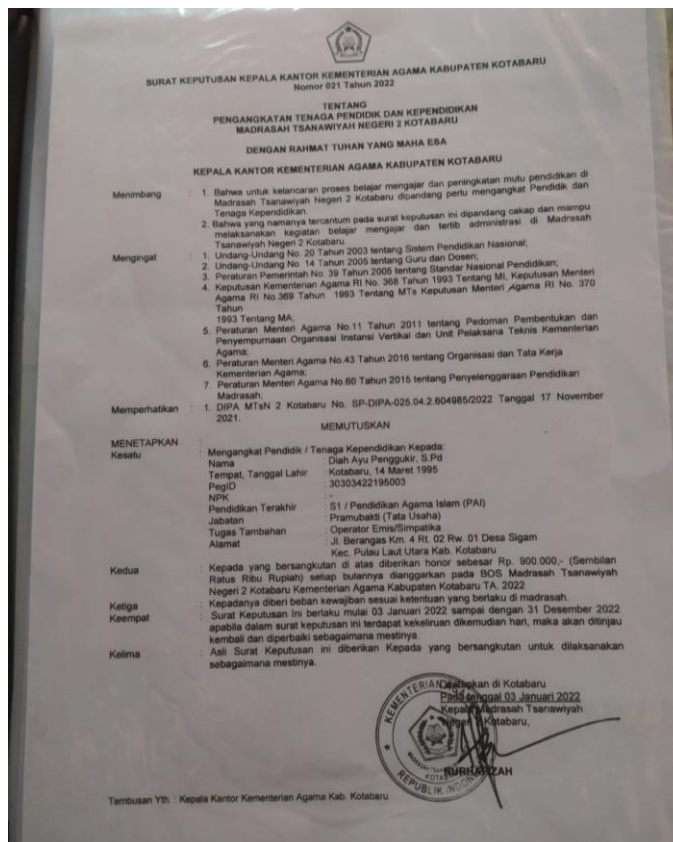 SURAT KEPUTUSAN KEPALA KANTOR KEMENTERIAN AGAMA KABUPATEN KOTABARU
Nomor 021 Tahun 2022
TENTANG
PENGANGKATAN TENAGA PENDIDIK DAN KEPENDIDIKAN
MADRASAH TSANAWIYAH NEGERI 2 KOTABARU
DENGAN RAHMAT TUHAN YANG MAHA EBA
KEPALA KANTOR KEMENTERIAN AGAMA KABUPATEN KOTABARU
Menimbang : 1. Bahwa untuk kelancaran proses belajar mengajar dan peningkatan mutu pendidikan di
Madrasah Tsanawiyah Negeri 2 Kotabaru dipandang perlu mengangkat Pendidik dan
Tenaga Kependidikan.
2. Bahwa yang namanya tercantum pada surat keputusan ini dipandang cakap dan mampu
melaksanakan kegiatan belajar mengajar dan tertib administrasi di Madrasah
Tsanawiyah Negeri 2 Kotabaru.
Mengingat : 1. Undang-Undang No. 20 Tahun 2003 tentang Sistem Pendidikan Nasional;
2. Undang-Undang No. 14 Tahun 2005 tentang Guru dan Dosen;
3. Peraturan Pemerintah No. 39 Tahun 2005 tentang Standar Nasional Pendidikan;
4. Keputusan Kementerian Agama RI No. 368 Tahun 1993 Tentang MI, Keputusan Menteri
Agama RI No.369 Tahun 1993 Tentang MTs Keputusan Menteri Agama RI No. 370
Tahun
1993 Tentang MA;
5. Peraturan Menteri Agama No.11 Tahun 2011 tentang Pedoman Pembentukan dan
Penyempurnaan Organisasi Instansi Vertikal dan Unit Pelaksana Teknis Kementerian
Agama;
6. Peraturan Menteri Agama No.43 Tahun 2016 tentang Organisasi dan Tata Kerja
Kementerian Agama;
7. Peraturan Menteri Agama No.60 Tahun 2015 tentang Penyelenggaraan Pendidikan
Madrasah;
Memperhatikan : 1. DIPA MTsN 2 Kotabaru No. SP-DIPA-025.04.2.604985/2022 Tanggal 17 November
2021.
MEMUTUSKAN
MENETAPKAN :
Kesatu : Mengangkat Pendidik / Tenaga Kependidikan Kepada:
Nama : Diah Ayu Penggukir, S.Pd
Tempat, Tanggal Lahir : Kotabaru, 14 Maret 1995
PegID : 30303422195003
NPK : -
Pendidikan Terakhir : S1 / Pendidikan Agama Islam (PAI)
Jabatan : Pramubakti (Tata Usaha)
Tugas Tambahan : Operator Emis/Simpatika
Alamat : Jl. Berangas Km. 4 Rt. 02 Rw. 01 Desa Sigam
Kec. Pulau Laut Utara Kab. Kotabaru
Kedua : Kepada yang bersangkutan di atas diberikan honor sebesar Rp. 900.000,- (Sembilan
Ratus Ribu Rupiah) setiap bulannya dianggarkan pada BOS Madrasah Tsanawiyah
Negeri 2 Kotabaru Kementerian Agama Kabupaten Kotabaru TA. 2022
Ketiga : Kepadanya diberi beban kewajiban sesuai ketentuan yang berlaku di madrasah.
Keempat : Surat Keputusan Ini berlaku mulai 03 Januari 2022 sampai dengan 31 Desember 2022
apabila dalam surat keputusan ini terdapat kekeliruan dikemudian hari, maka akan ditinjau
kembali dan diperbaiki sebagaimana mestinya.
Kelima : Asli Surat Keputusan ini diberikan Kepada yang bersangkutan untuk dilaksanakan
sebagaimana mestinya.
Ditetapkan di Kotabaru
Pada tanggal 03 Januari 2022
Kepala Madrasah Tsanawiyah
Negeri 2 Kotabaru,
KEMENTERIAN AGAMA
REPUBLIK INDONESIA
NURHAFIZAH
Tembusan Yth. : Kepala Kantor Kementerian Agama Kab. Kotabaru